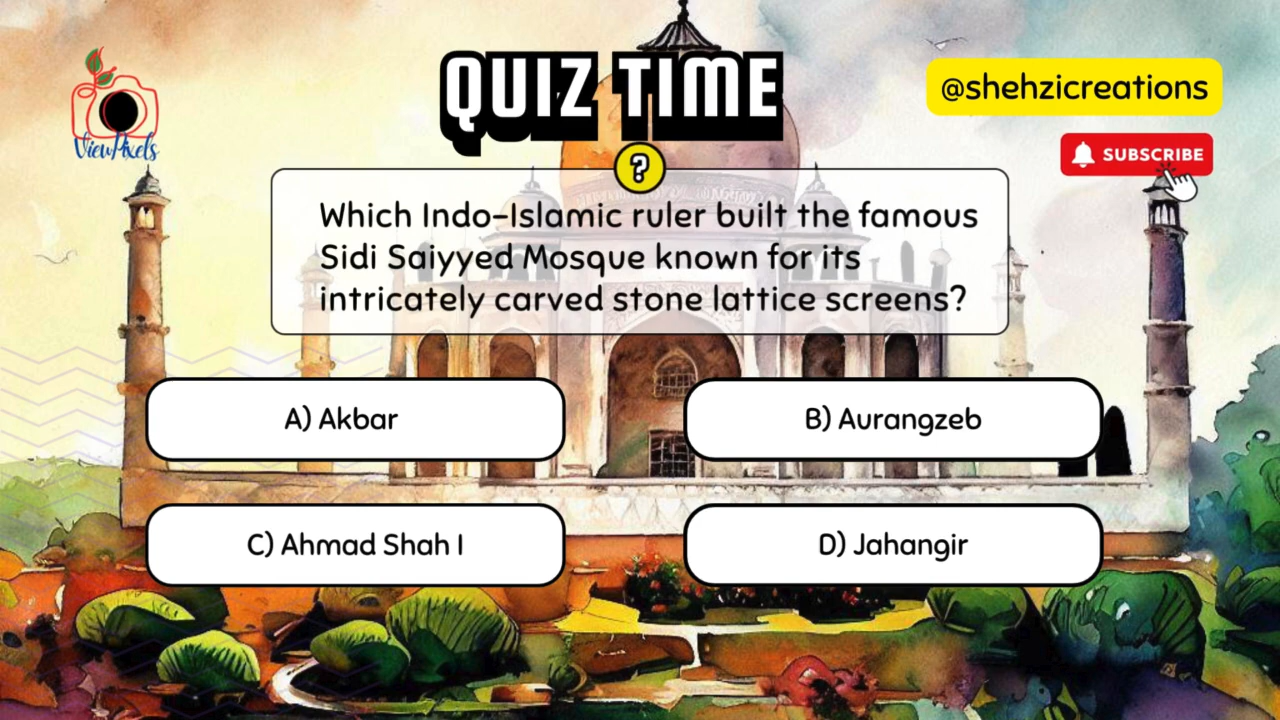 QUIZ TIME
ViewPixels
@shehzicreations
SUBSCRIBE
?
Which Indo-Islamic ruler built the famous
Sidi Saiyyed Mosque known for its
intricately carved stone lattice screens?
A) Akbar
B) Aurangzeb
C) Ahmad Shah I
D) Jahangir